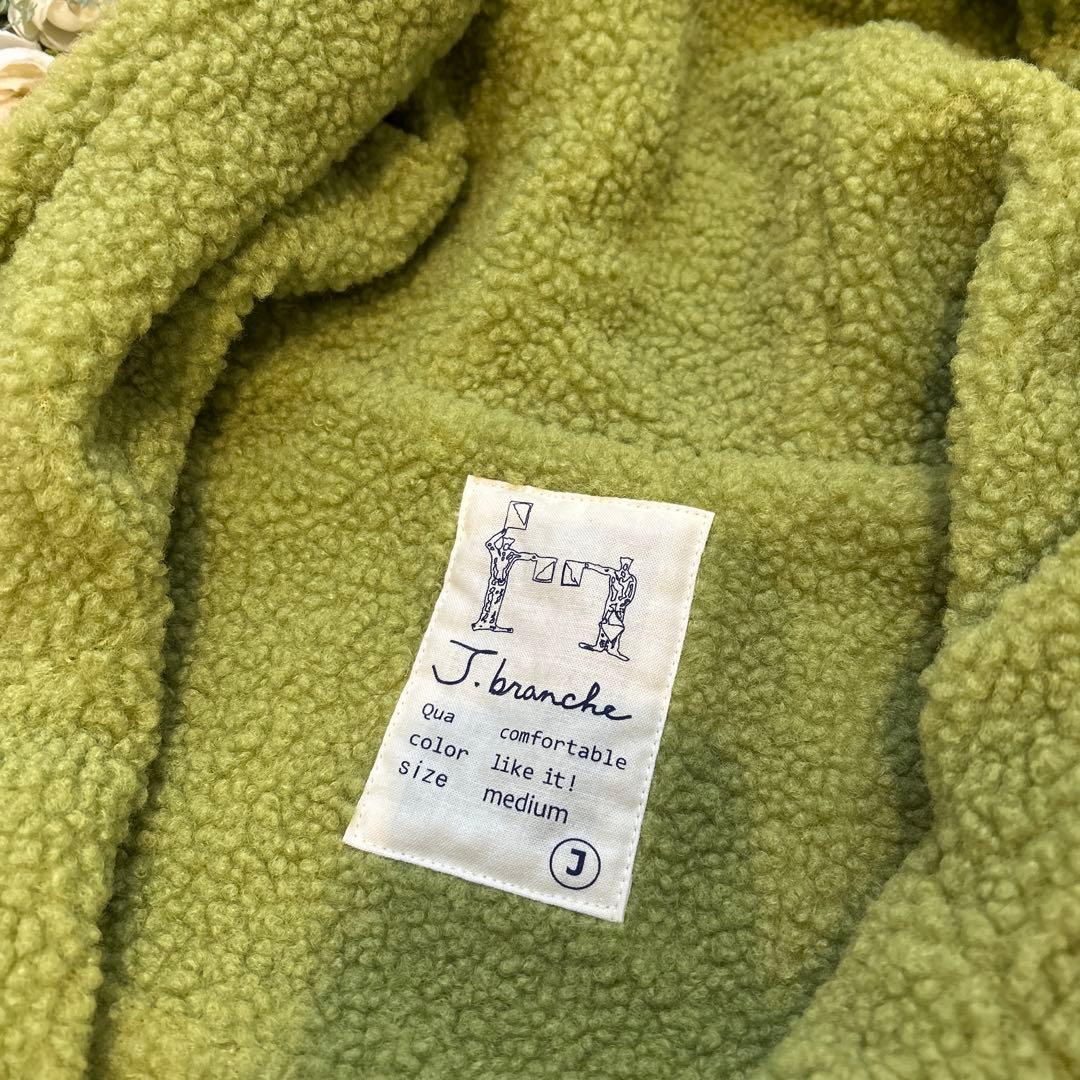 J. branche
Qua comfortable
color like it!
size medium
J